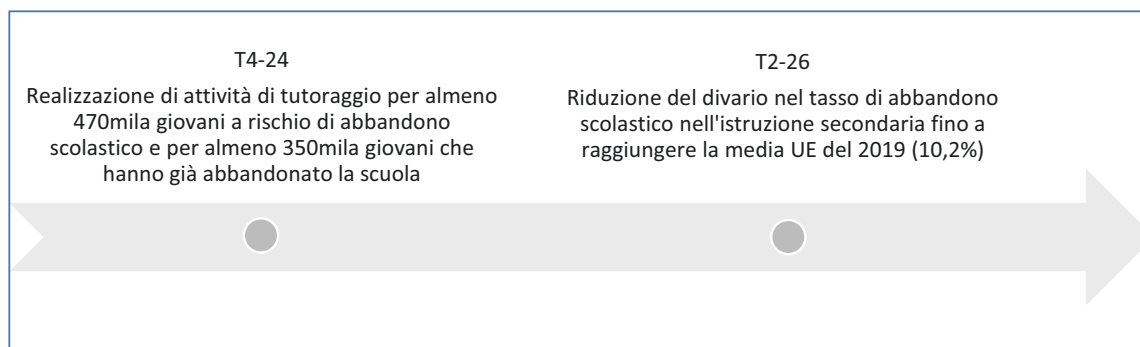 T4-24
Realizzazione di attività di tutoraggio per almeno
470mila giovani a rischio di abbandono
scolastico e per almeno 350mila giovani che
hanno già abbandonato la scuola
T2-26
Riduzione del divario nel tasso di abbandono
scolastico nell'istruzione secondaria fino a
raggiungere la media UE del 2019 (10,2%)